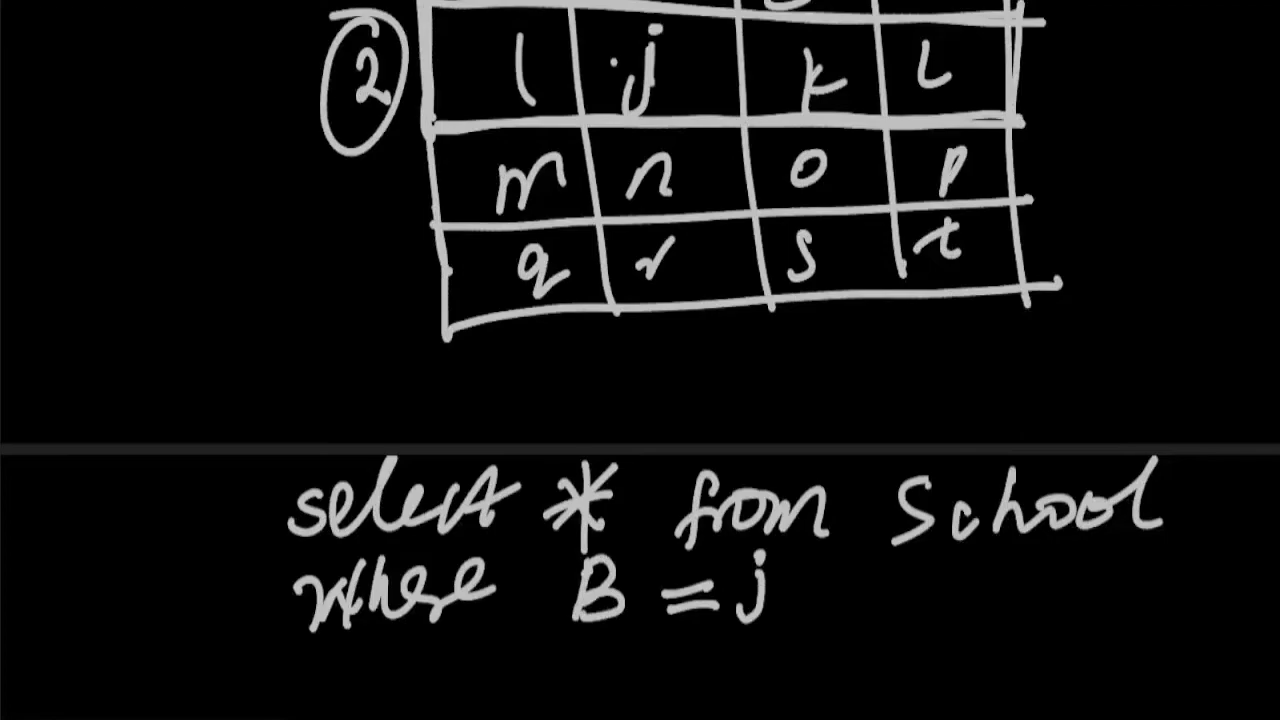 2 l j k L
m n o p
q r s t
select * from School
where B = j